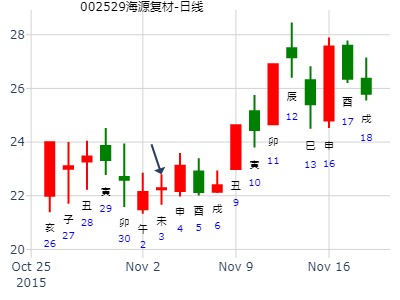 002529海源复材-日线
28
26
24
22
20
亥
26
子
27
丑
28
寅
29
卯
30
午
2
未
3
申
4
酉
5
戌
6
丑
9
寅
10
卯
11
辰
12
巳
13
申
16
酉
17
戌
18
Oct 25
2015
Nov 2
Nov 9
Nov 16